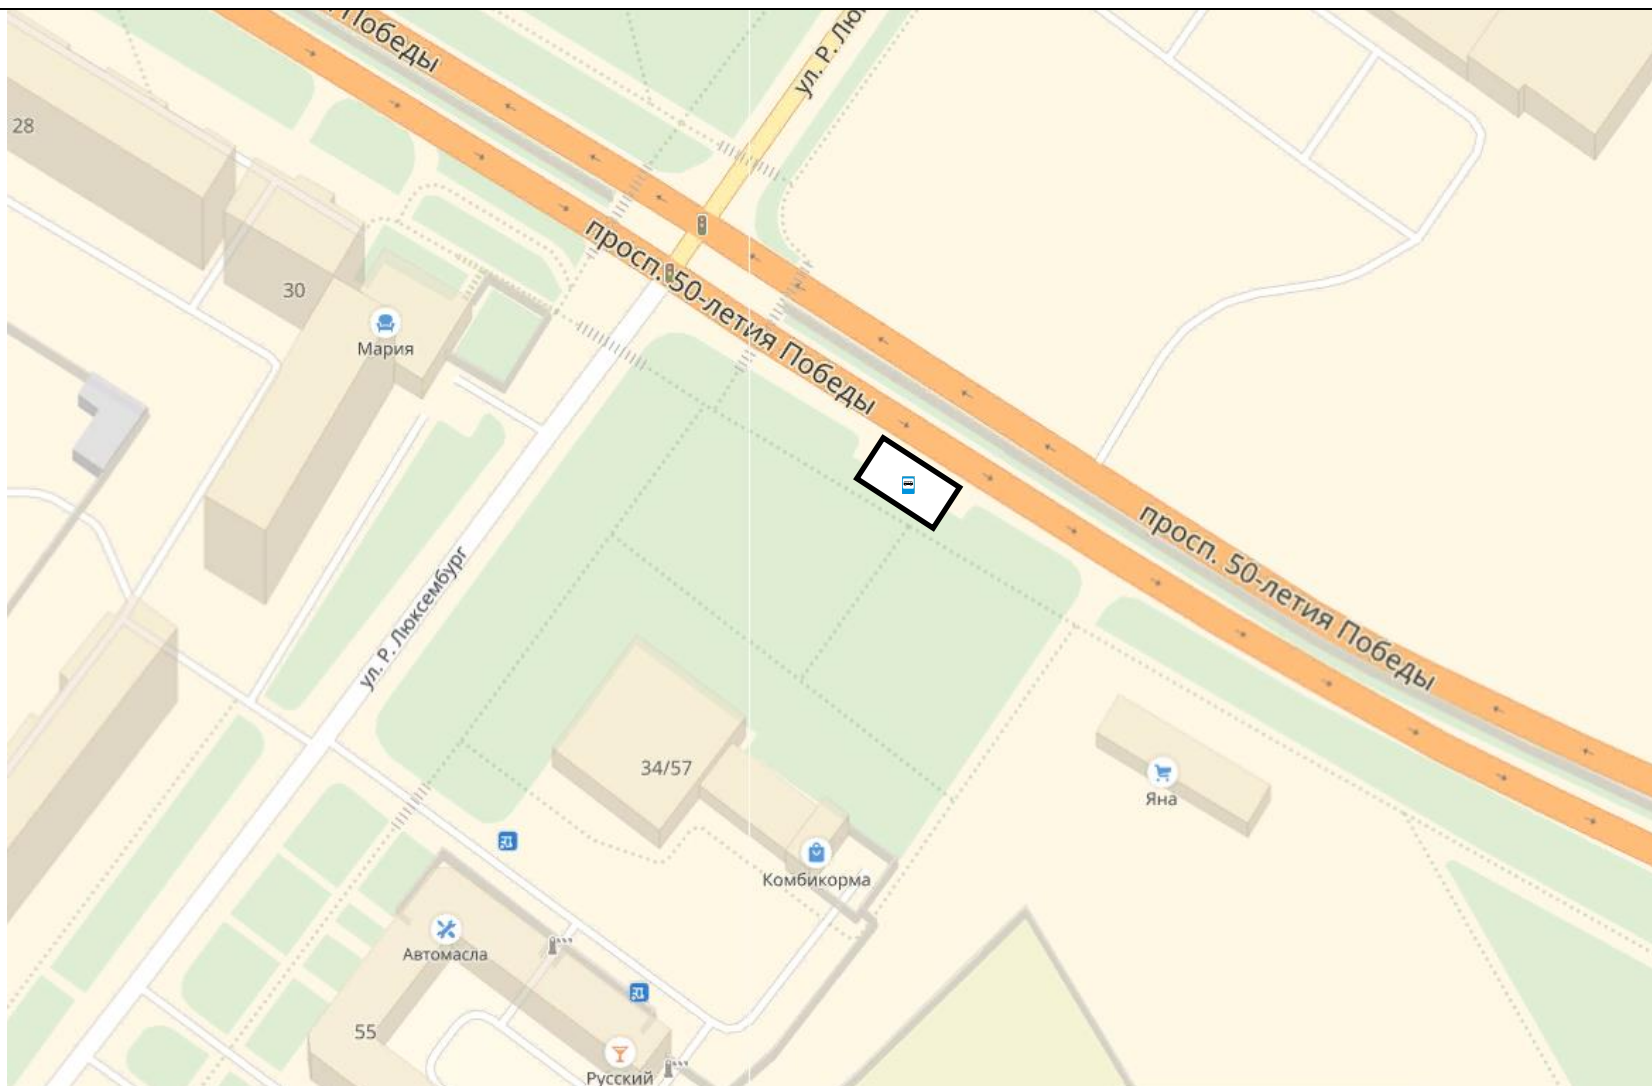 Победы
ул. Р. Лю
28
просп. 50-летия Победы
30
Мария
просп. 50-летия Победы
ул. Р. Люксембург
34/57
Яна
Комбикорма
Автомасла
55
Русский